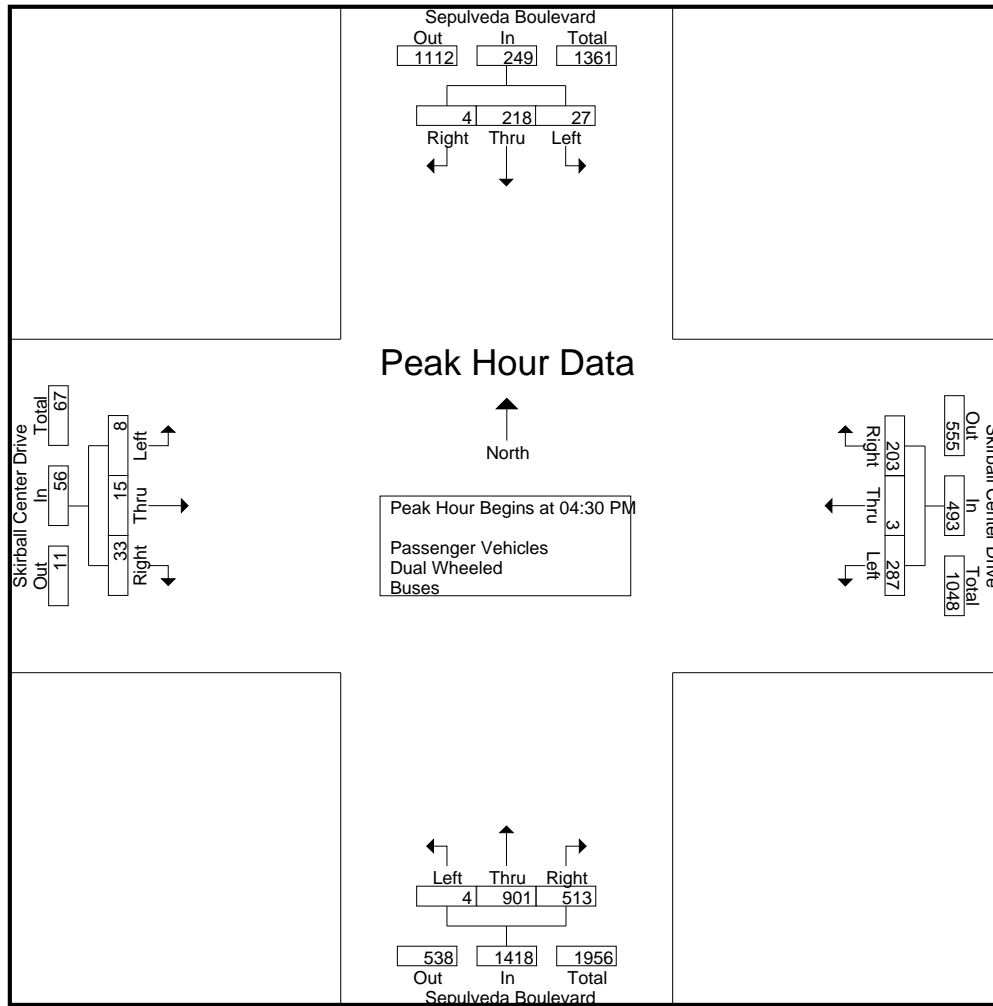 Sepulveda Boulevard
Out In Total
1112 249 1361
4 218 27
Right Thru Left
Peak Hour Data
North
Peak Hour Begins at 04:30 PM
Passenger Vehicles
Dual Wheeled
Buses
Skirball Center Drive
Total In Out
67 56 11
8 15 33
Left Thru Right
Right Thru Left
203 3 287
555 493 1048
Out In Total
Skirball Center Drive
Left Thru Right
4 901 513
538 1418 1956
Out In Total
Sepulveda Boulevard